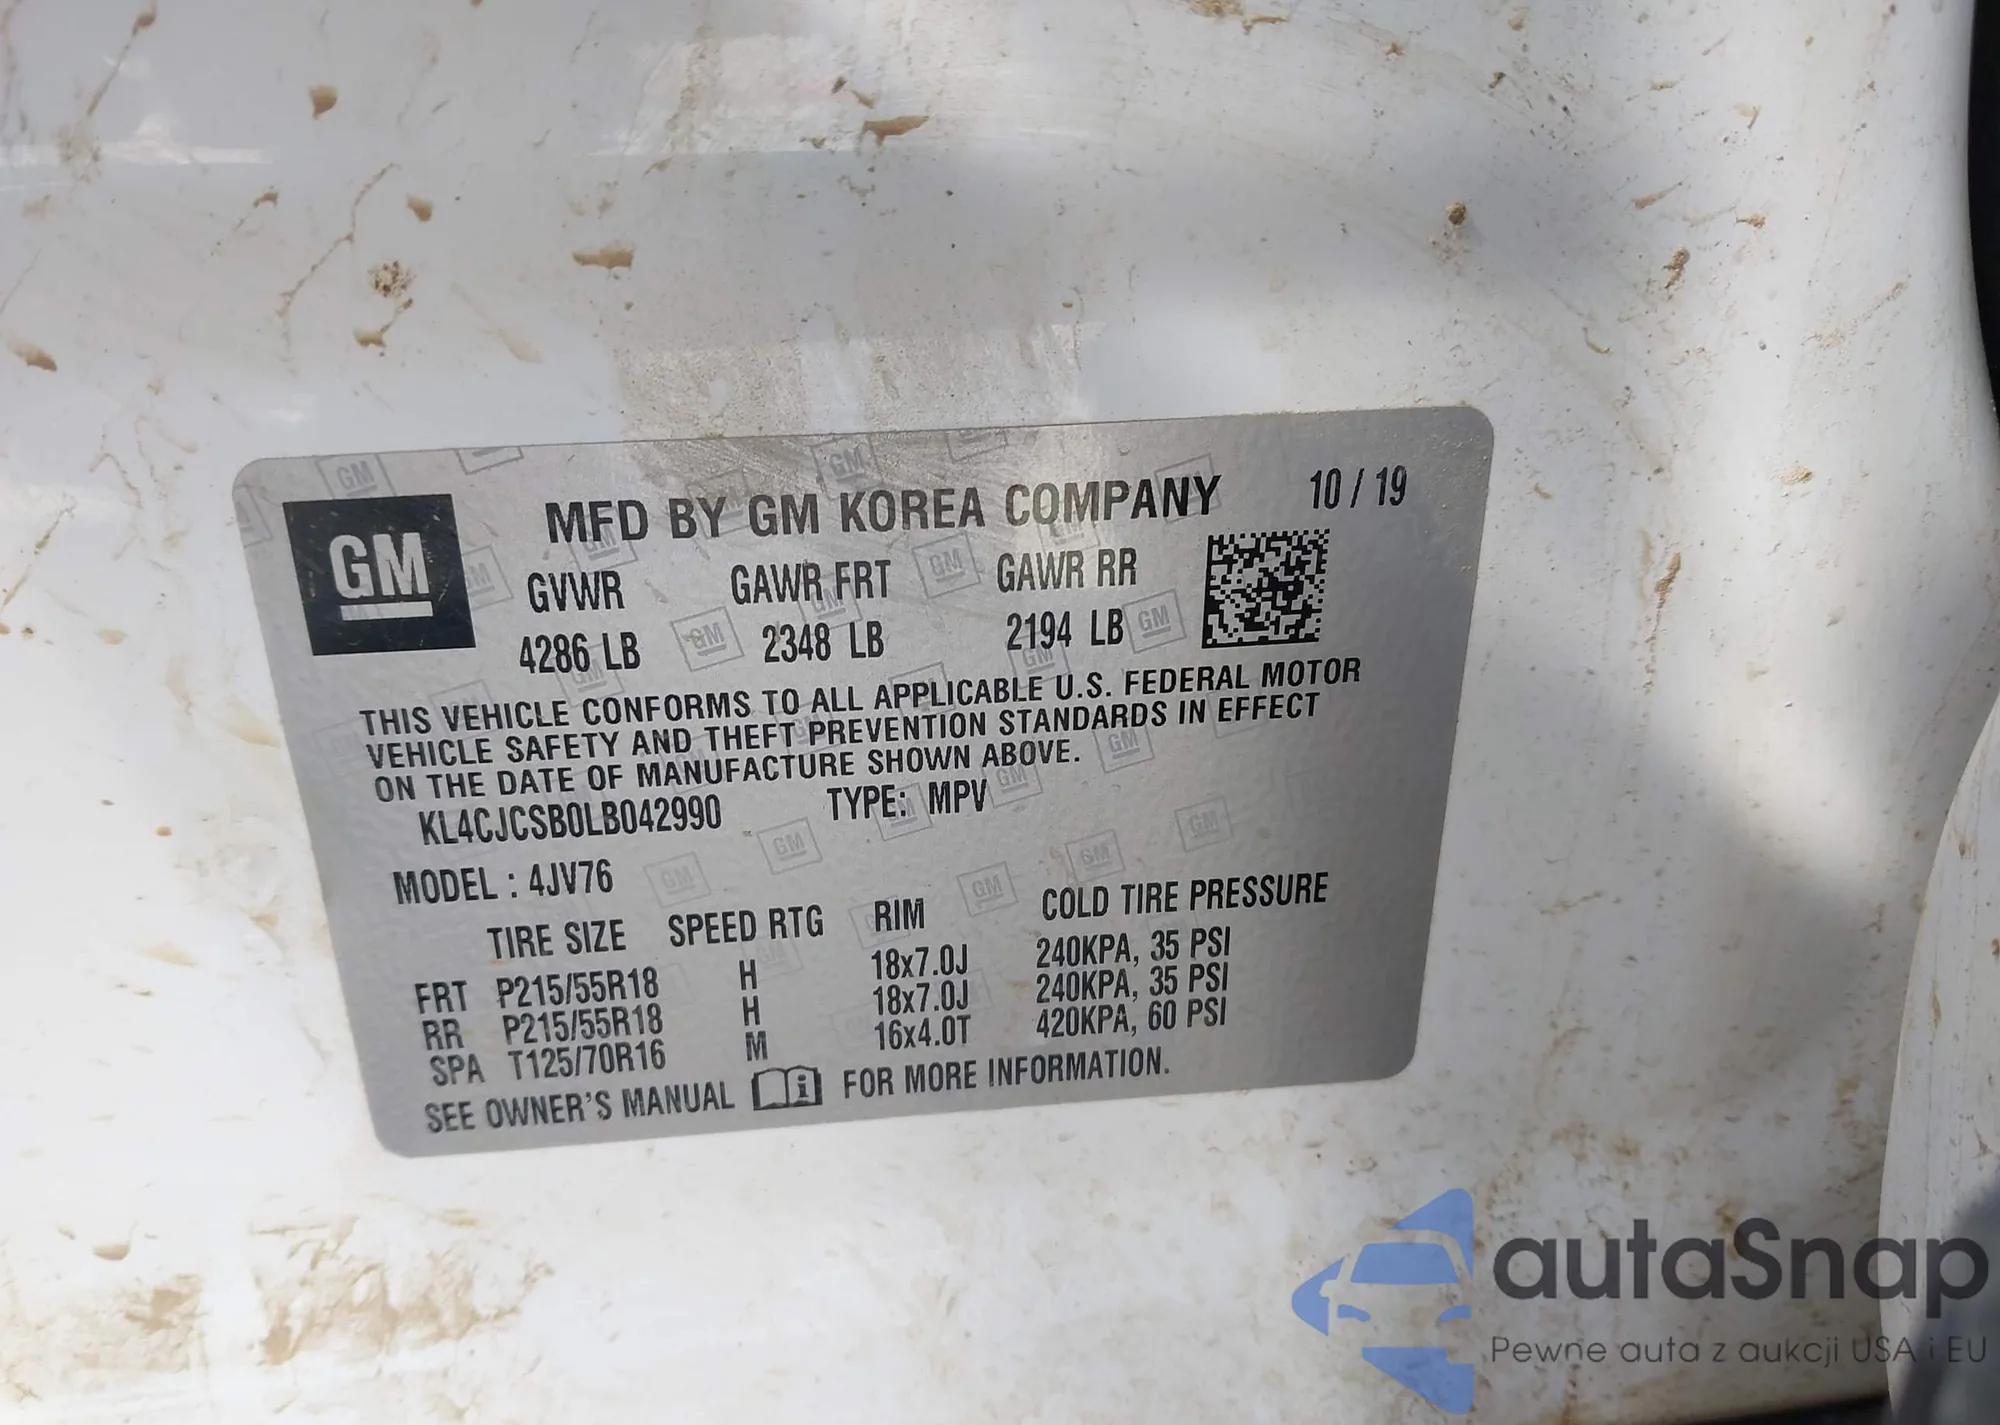 GM
MFD BY GM KOREA COMPANY 10 / 19
GVWR GAWR FRT GAWR RR
4286 LB 2348 LB 2194 LB
THIS VEHICLE CONFORMS TO ALL APPLICABLE U.S. FEDERAL MOTOR
VEHICLE SAFETY AND THEFT PREVENTION STANDARDS IN EFFECT
ON THE DATE OF MANUFACTURE SHOWN ABOVE.
KL4CJCSB0LB042990 TYPE: MPV
MODEL : 4JV76
TIRE SIZE SPEED RTG RIM COLD TIRE PRESSURE
FRT P215/55R18 H 18x7.0J 240KPA, 35 PSI
RR P215/55R18 H 18x7.0J 240KPA, 35 PSI
SPA T125/70R16 M 16x4.0T 420KPA, 60 PSI
SEE OWNER'S MANUAL i FOR MORE INFORMATION.
autaSnap
Pewne auta z aukcji USA i EU